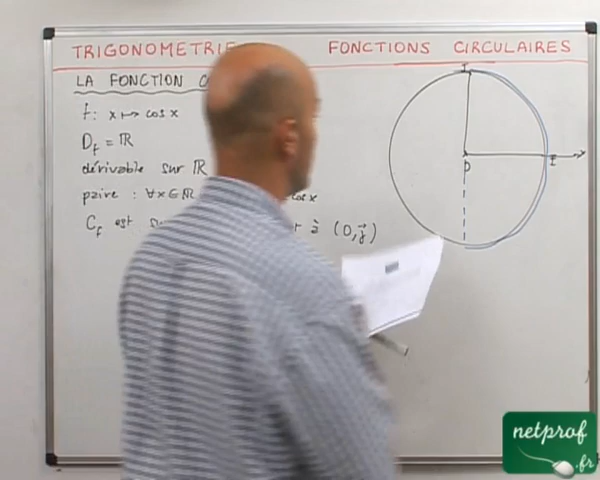 TRIGONOMETRIE FONCTIONS CIRCULAIRES
LA FONCTION
f: x ↦ cos x
J
D_f = ℝ
dérivable sur ℝ
O I
paire : ∀x ∈ ℝ cos x
C_f est à (O, j⃗)
netprof
.fr